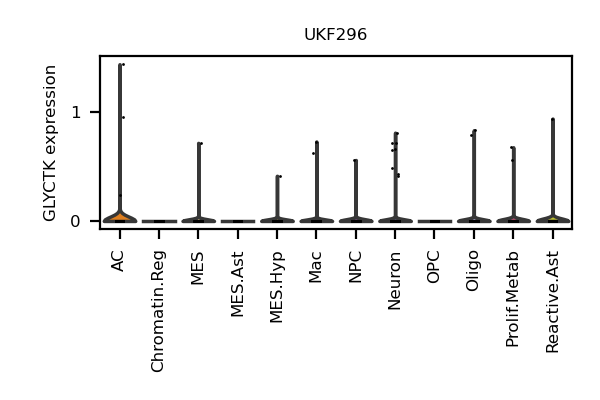 UKF296
GLYCTK expression
1
0
AC
Chromatin.Reg
MES
MES.Ast
MES.Hyp
Mac
NPC
Neuron
OPC
Oligo
Prolif.Metab
Reactive.Ast